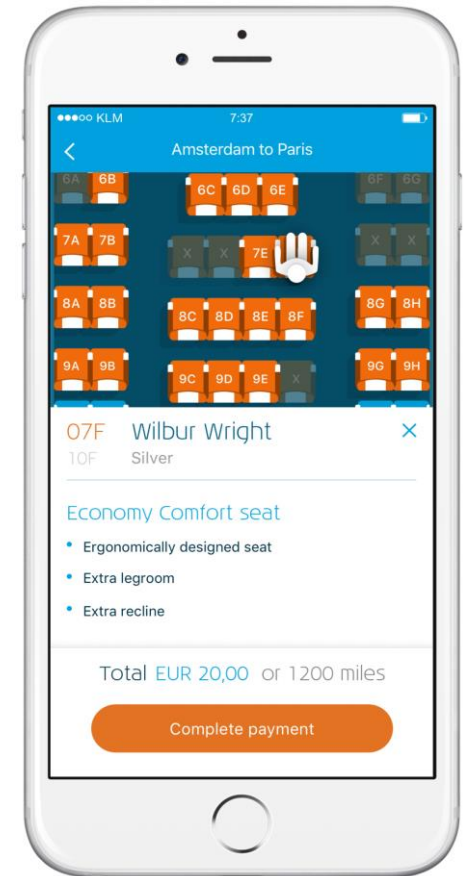 KLM 7:37
Amsterdam to Paris
6A 6B 6C 6D 6E 6F 6G
7A 7B X X 7E X X
8A 8B 8C 8D 8E 8F 8G 8H
9A 9B 9C 9D 9E X 9G 9H
07F Wilbur Wright
10F Silver
Economy Comfort seat
• Ergonomically designed seat
• Extra legroom
• Extra recline
Total EUR 20,00 or 1200 miles
Complete payment